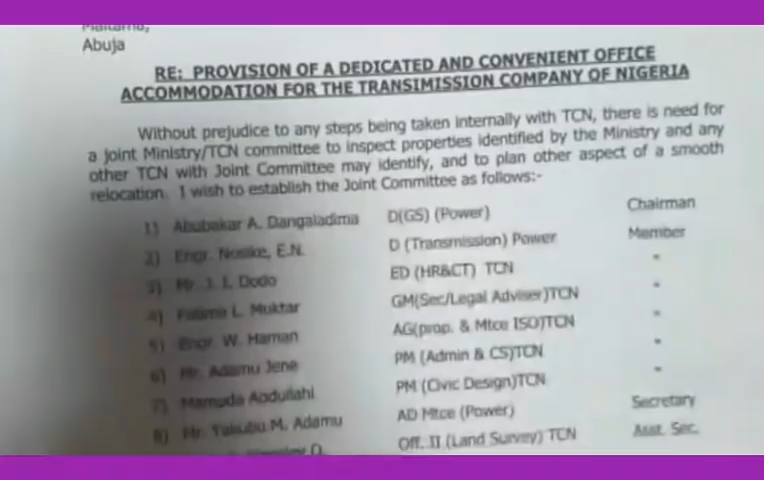 Maitama,
Abuja
RE: PROVISION OF A DEDICATED AND CONVENIENT OFFICE
ACCOMMODATION FOR THE TRANSIMISSION COMPANY OF NIGERIA
Without prejudice to any steps being taken internally with TCN, there is need for
a joint Ministry/TCN committee to inspect properties identified by the Ministry and any
other TCN with Joint Committee may identify, and to plan other aspect of a smooth
relocation. I wish to establish the Joint Committee as follows:-
1) Abubakar A. Dangaladima D(GS) (Power) Chairman
2) Engr. Nosike, E.N. D (Transmission) Power Member
3) Mr. J. I. Dodo ED (HR&CT) TCN "
4) Fatima L. Muktar GM(Sec/Legal Adviser)TCN "
5) Engr. W. Haman AG(prop. & Mtce ISO)TCN "
6) Mr. Adamu Jene PM (Admin & CS)TCN "
7) Mamuda Abdullahi PM (Civic Design)TCN "
8) Mr. Yakubu M. Adamu AD Mtce (Power) Secretary
D. Off. II (Land Survey) TCN Asst. Sec.